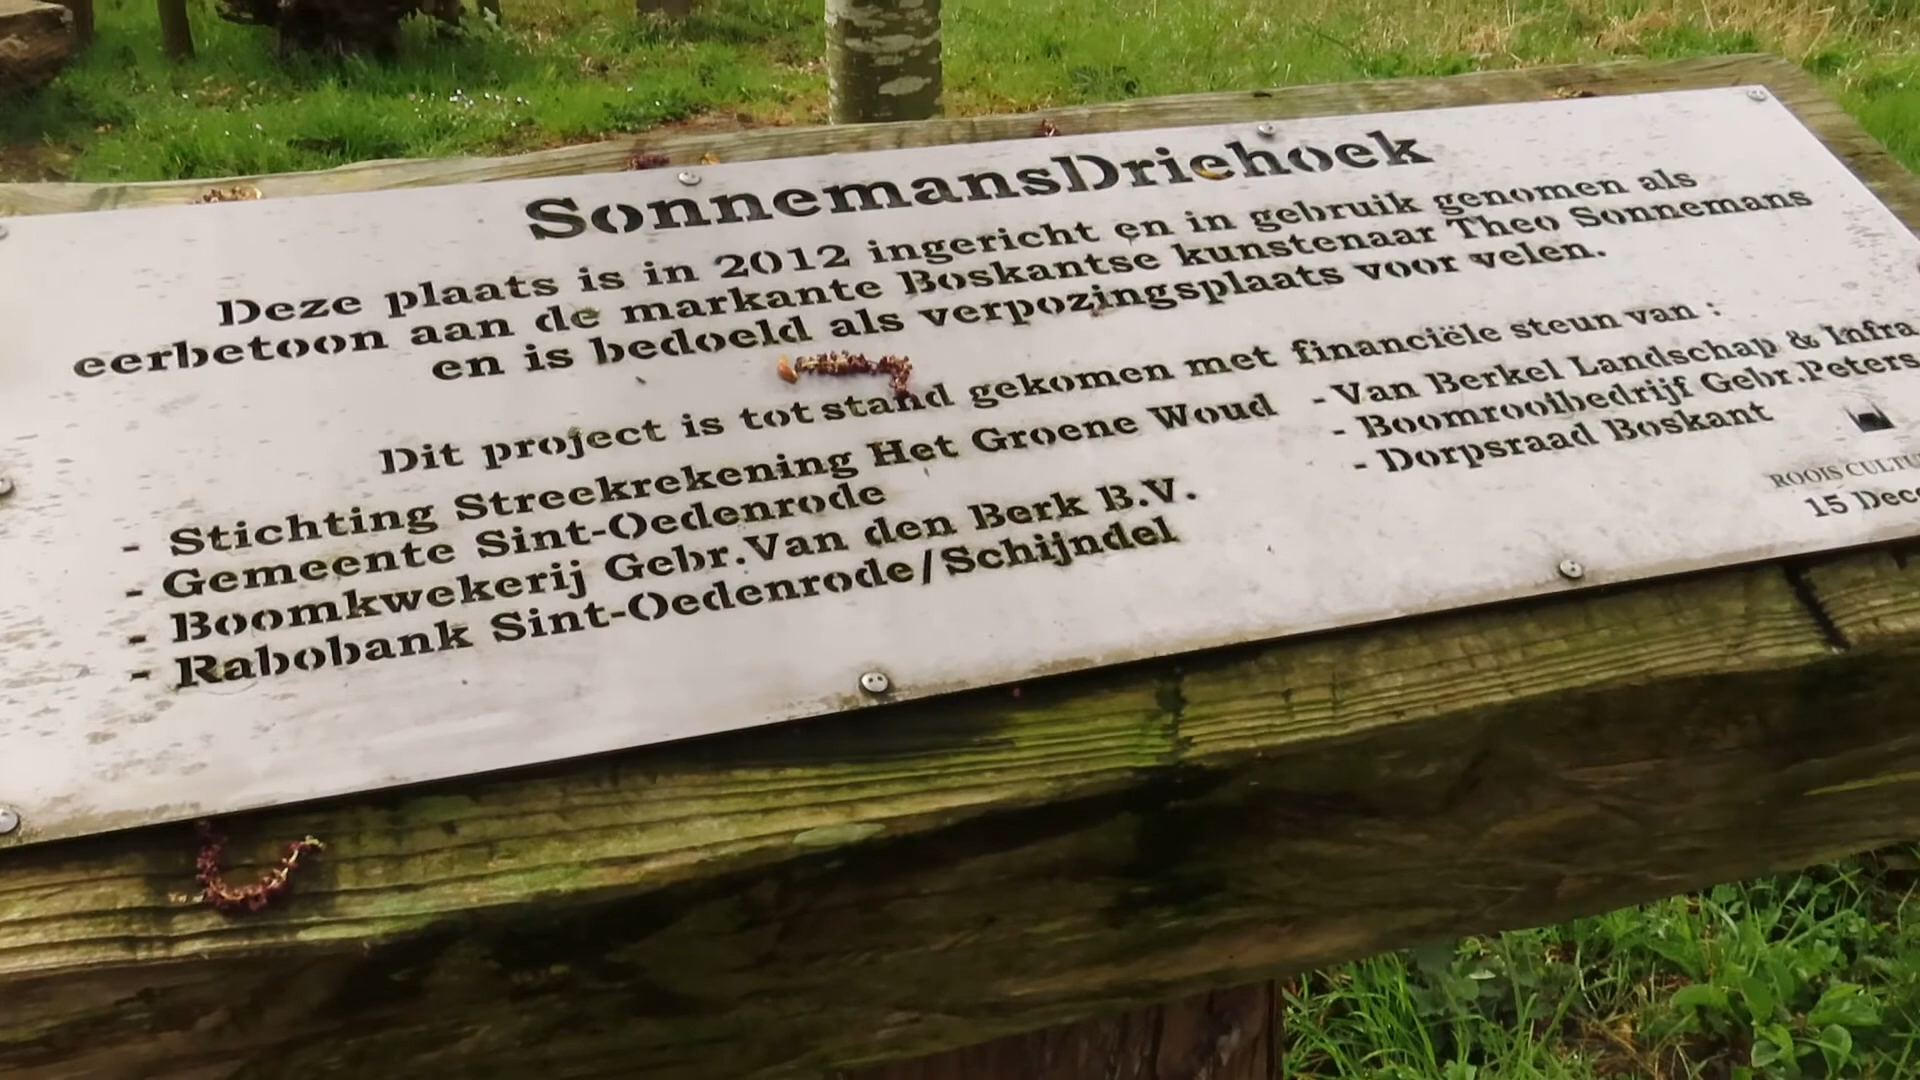 SonnemansDriehoek
Deze plaats is in 2012 ingericht en in gebruik genomen als
eerbetoon aan de markante Boskantse kunstenaar Theo Sonnemans
en is bedoeld als verpozingsplaats voor velen.
Dit project is tot stand gekomen met financiële steun van :
- Stichting Streekrekening Het Groene Woud
- Gemeente Sint-Oedenrode
- Boomkwekerij Gebr.Van den Berk B.V.
- Rabobank Sint-Oedenrode/Schijndel
- Van Berkel Landschap & Infra
- Boomrooibedrijf Gebr.Peters
- Dorpsraad Boskant
ROOIS
15